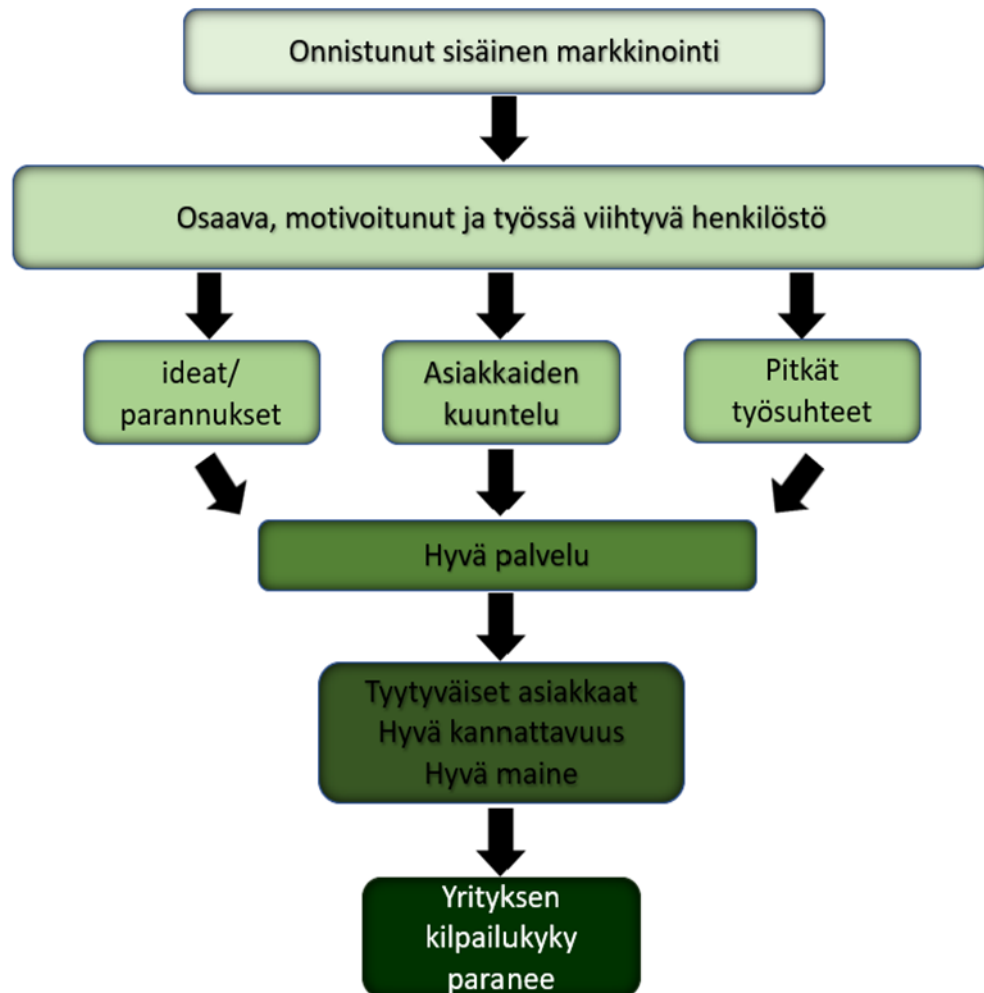 Onnistunut sisäinen markkinointi
Osaava, motivoitunut ja työssä viihtyvä henkilöstö
ideat/
parannukset
Asiakkaiden
kuuntelu
Pitkät
työsuhteet
Hyvä palvelu
Tyytyväiset asiakkaat
Hyvä kannattavuus
Hyvä maine
Yrityksen
kilpailukyky
paranee